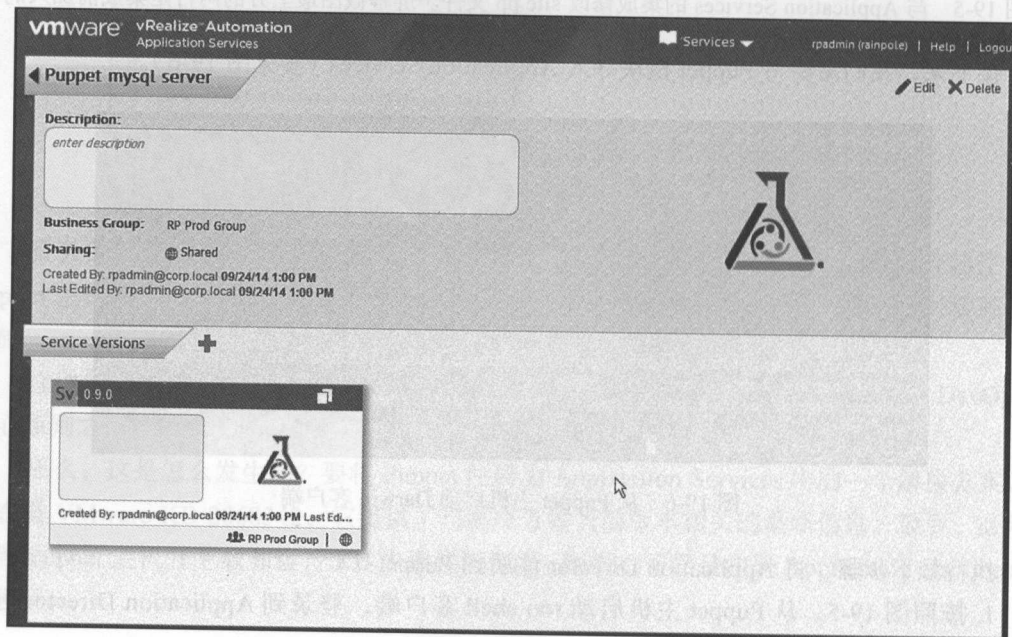 vmware vRealize™Automation
Application Services
Services
rpadmin (rainpole) | Help | Logou
Puppet mysql server
Edit Delete
Description:
enter description
Business Group: RP Prod Group
Sharing: Shared
Created By: rpadmin@corp.local 09/24/14 1:00 PM
Last Edited By: rpadmin@corp.local 09/24/14 1:00 PM
Service Versions
Sv 0.9.0
Created By: rpadmin@corp.local 09/24/14 1:00 PM Last Edi...
RP Prod Group |